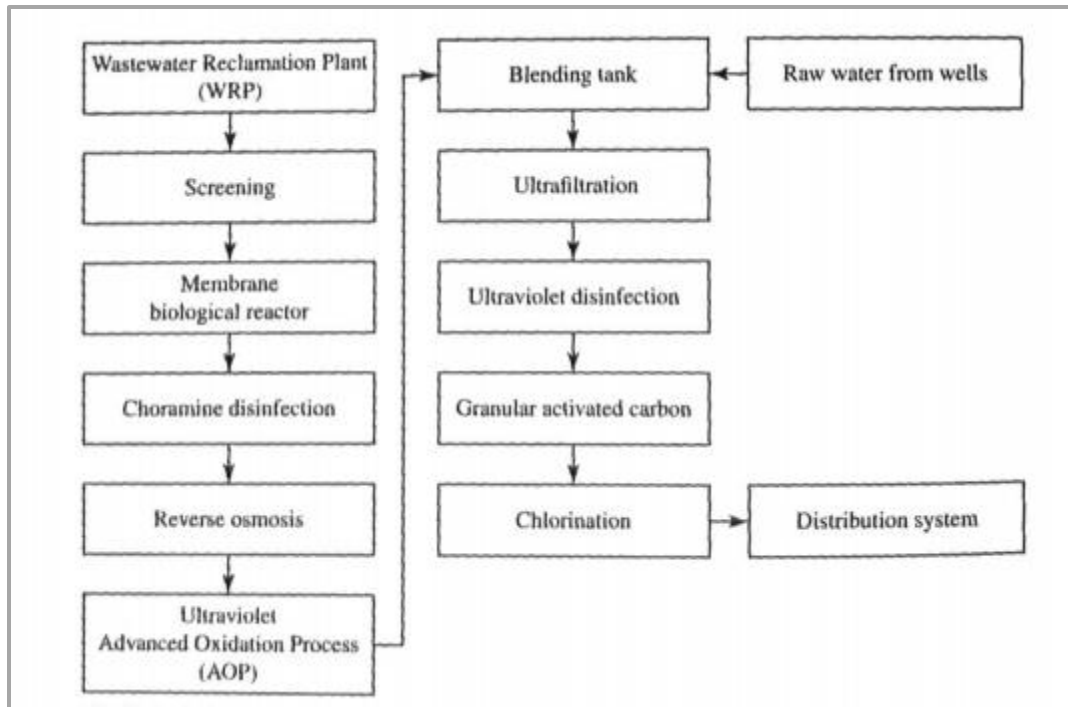 Wastewater Reclamation Plant
(WRP)
Screening
Membrane
biological reactor
Choramine disinfection
Reverse osmosis
Ultraviolet
Advanced Oxidation Process
(AOP)
Blending tank
Raw water from wells
Ultrafiltration
Ultraviolet disinfection
Granular activated carbon
Chlorination
Distribution system